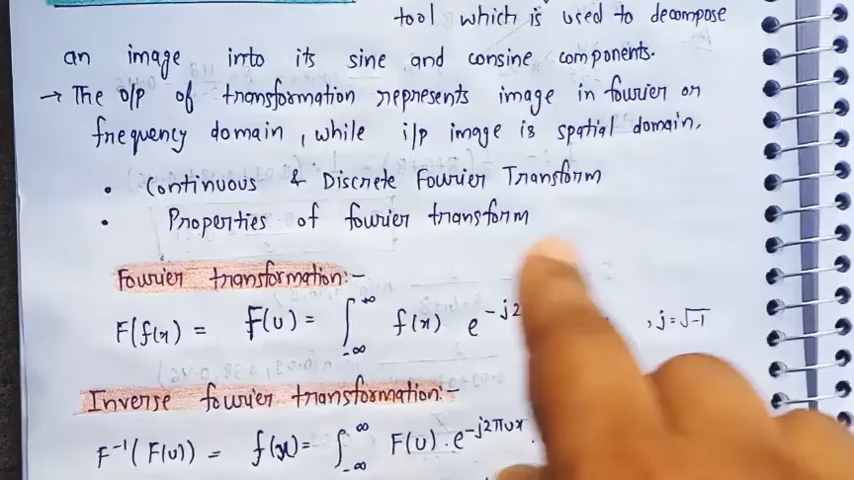 tool which is used to decompose
an image into its sine and consine components.
→ The o/p of transformation represents image in fourier or
frequency domain, while i/p image is spatial domain.
• Continuous & Discrete Fourier Transform
• Properties of fourier transform
Fourier transformation:-
F(f(x) = F(u) = ∫_{-∞}^{+∞} f(x) e^{-j2 , j = √-1
Inverse fourier transformation:-
F⁻¹(F(u)) = f(x) = ∫_{-∞}^{∞} F(u) . e^{-j2πux} .